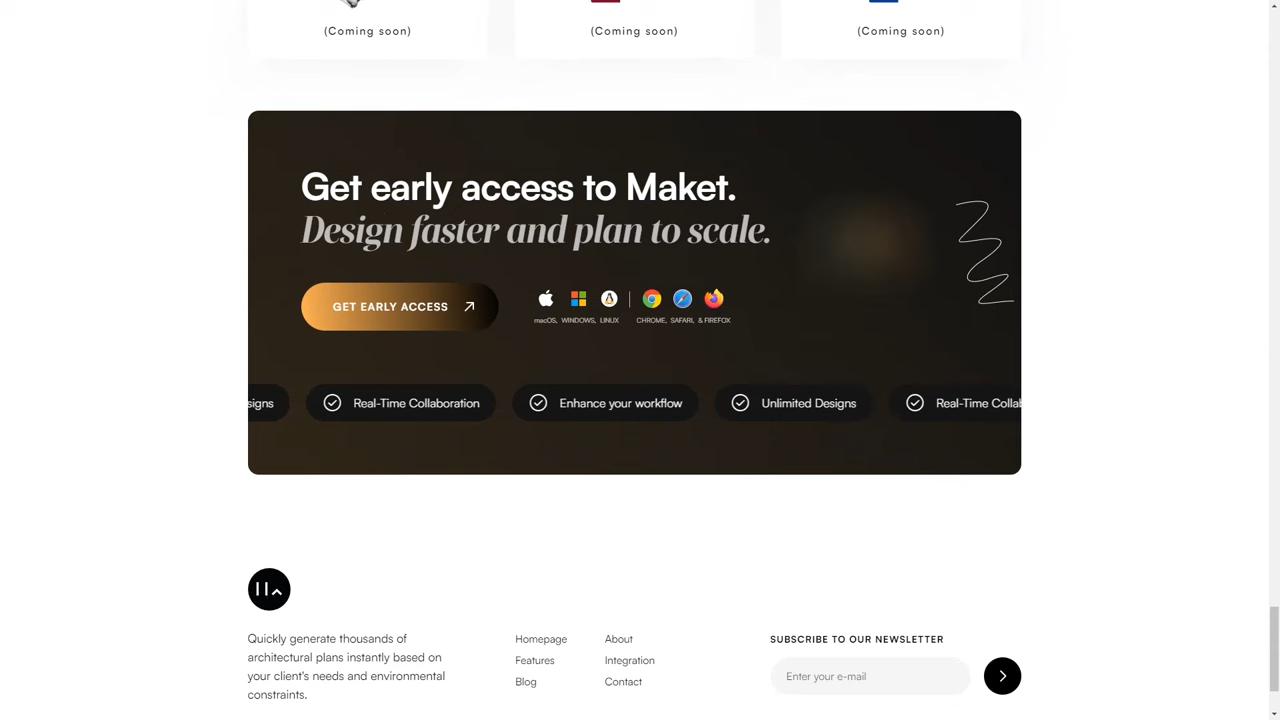 (Coming soon)
(Coming soon)
(Coming soon)
Get early access to Maket.
Design faster and plan to scale.
GET EARLY ACCESS
macOS, WINDOWS, LINUX
CHROME, SAFARI, & FIREFOX
signs
Real-Time Collaboration
Enhance your workflow
Unlimited Designs
Real-Time Collab
Quickly generate thousands of
architectural plans instantly based on
your client's needs and environmental
constraints.
Homepage
Features
Blog
About
Integration
Contact
SUBSCRIBE TO OUR NEWSLETTER
Enter your e-mail